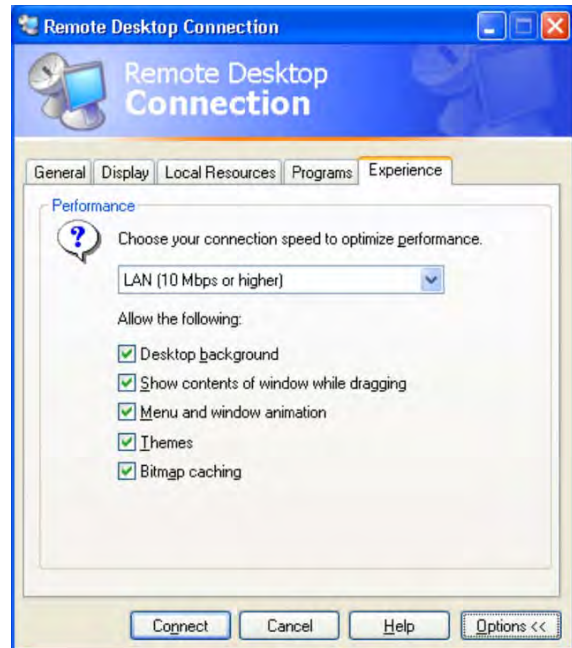 Remote Desktop Connection
Remote Desktop
Connection
General Display Local Resources Programs Experience
Performance
?
Choose your connection speed to optimize performance.
LAN (10 Mbps or higher)
Allow the following:
Desktop background
Show contents of window while dragging
Menu and window animation
Themes
Bitmap caching
Connect Cancel Help Options <<